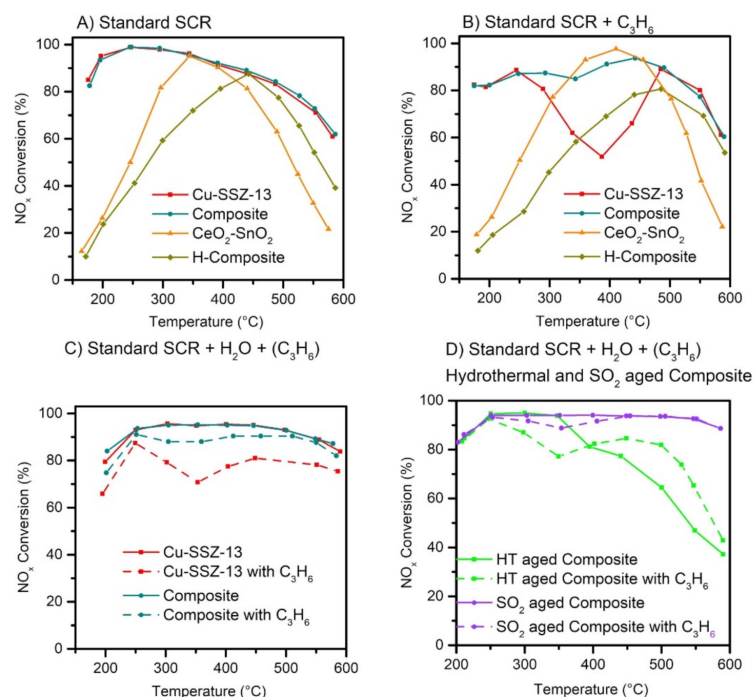 A) Standard SCR
100
80
60
40
20
0
NOₓ Conversion (%)
Cu-SSZ-13
Composite
CeO₂-SnO₂
H-Composite
200
300
400
500
600
Temperature (°C)
B) Standard SCR + C₃H₆
100
80
60
40
20
0
NOₓ Conversion (%)
Cu-SSZ-13
Composite
CeO₂-SnO₂
H-Composite
200
300
400
500
600
Temperature (°C)
C) Standard SCR + H₂O + (C₃H₆)
100
90
80
70
60
50
40
30
20
10
0
NOₓ Conversion (%)
Cu-SSZ-13
Cu-SSZ-13 with C₃H₆
Composite
Composite with C₃H₆
200
300
400
500
600
Temperature (°C)
D) Standard SCR + H₂O + (C₃H₆)
Hydrothermal and SO₂ aged Composite
100
80
60
40
20
0
NOₓ Conversion (%)
HT aged Composite
HT aged Composite with C₃H₆
SO₂ aged Composite
SO₂ aged Composite with C₃H₆
200
300
400
500
600
Temperature (°C)